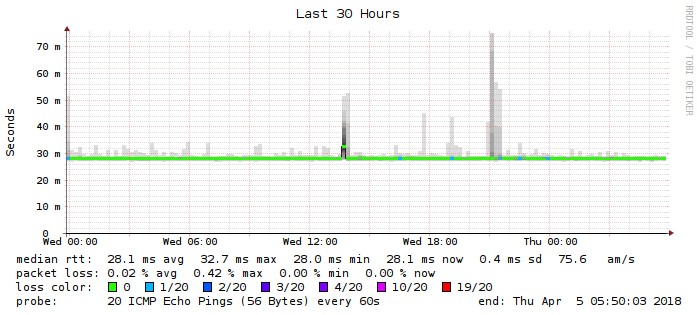 Last 30 Hours
RRDTOOL / TOBI OETIKER
Seconds
70 m
60 m
50 m
40 m
30 m
20 m
10 m
0
Wed 00:00 Wed 06:00 Wed 12:00 Wed 18:00 Thu 00:00
median rtt: 28.1 ms avg 32.7 ms max 28.0 ms min 28.1 ms now 0.4 ms sd 75.6 am/s
packet loss: 0.02 % avg 0.42 % max 0.00 % min 0.00 % now
loss color: 0 1/20 2/20 3/20 4/20 10/20 19/20
probe: 20 ICMP Echo Pings (56 Bytes) every 60s end: Thu Apr 5 05:50:03 2018